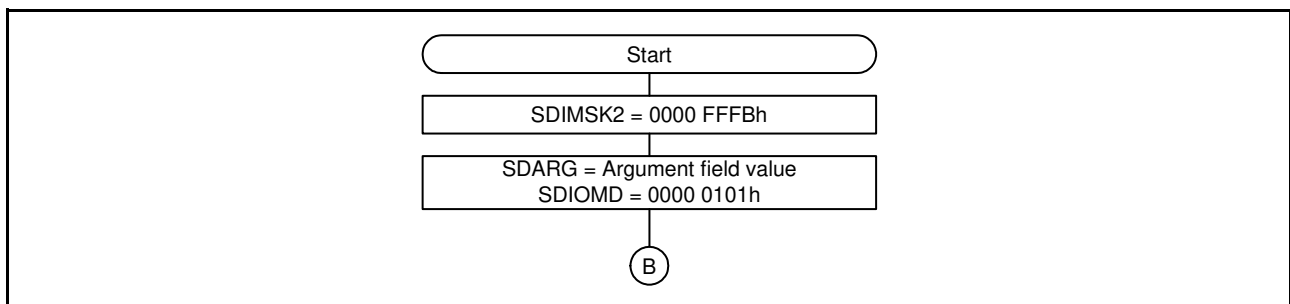 Start
SDIMSK2 = 0000 FFFBh
SDARG = Argument field value
SDIOMD = 0000 0101h
B